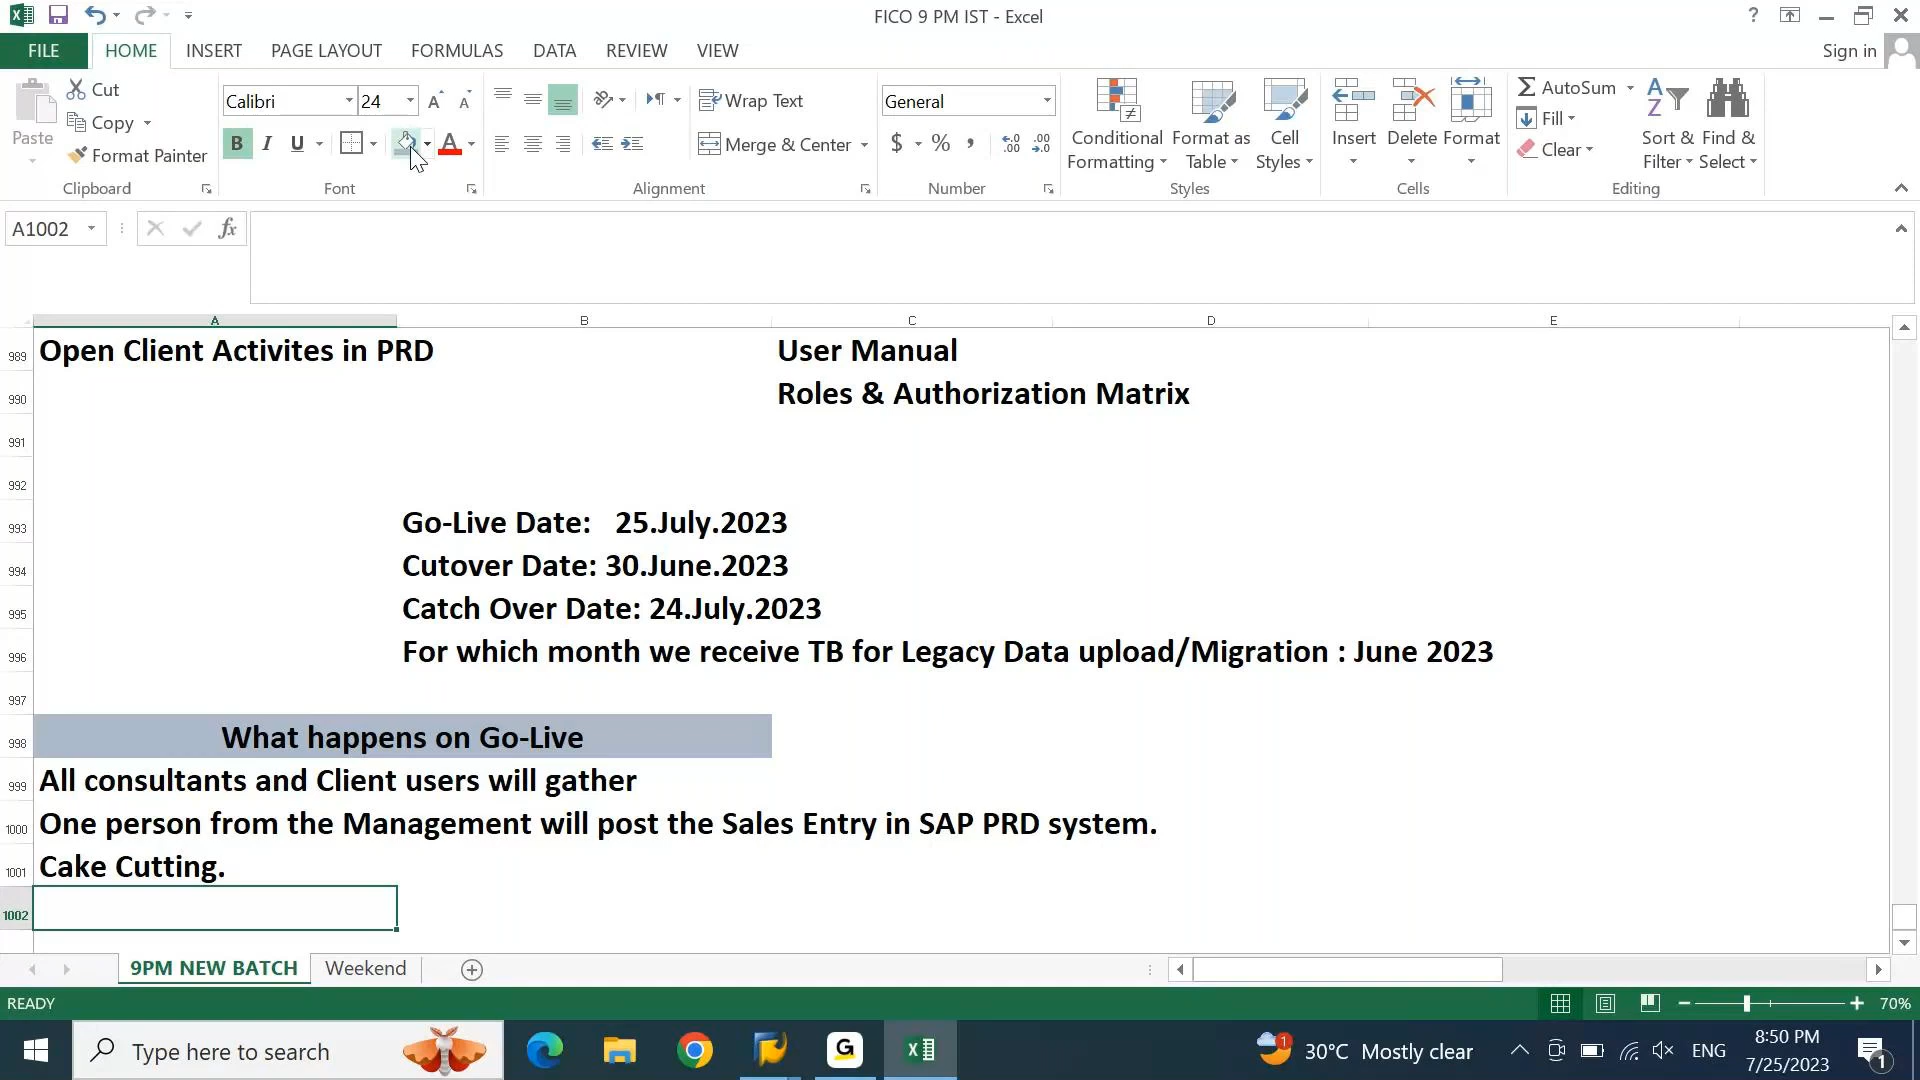 FICO 9 PM IST - Excel
?
FILE HOME INSERT PAGE LAYOUT FORMULAS DATA REVIEW VIEW Sign in
Paste
Cut
Copy
Format Painter
Clipboard
Calibri 24 A A
B I U A
Font
Wrap Text
Merge & Center
Alignment
General
$ % ,
Number
Conditional Formatting
Format as Table
Cell Styles
Styles
Insert Delete Format
Cells
AutoSum
Fill
Clear
Sort & Filter
Find & Select
Editing
A1002 fx
A B C D E
989 Open Client Activites in PRD User Manual
990 Roles & Authorization Matrix
991
992
993 Go-Live Date: 25.July.2023
994 Cutover Date: 30.June.2023
995 Catch Over Date: 24.July.2023
996 For which month we receive TB for Legacy Data upload/Migration : June 2023
997
998 What happens on Go-Live
999 All consultants and Client users will gather
1000 One person from the Management will post the Sales Entry in SAP PRD system.
1001 Cake Cutting.
1002
9PM NEW BATCH Weekend
READY 70%
Type here to search
1 30°C Mostly clear ENG 8:50 PM 1
7/25/2023